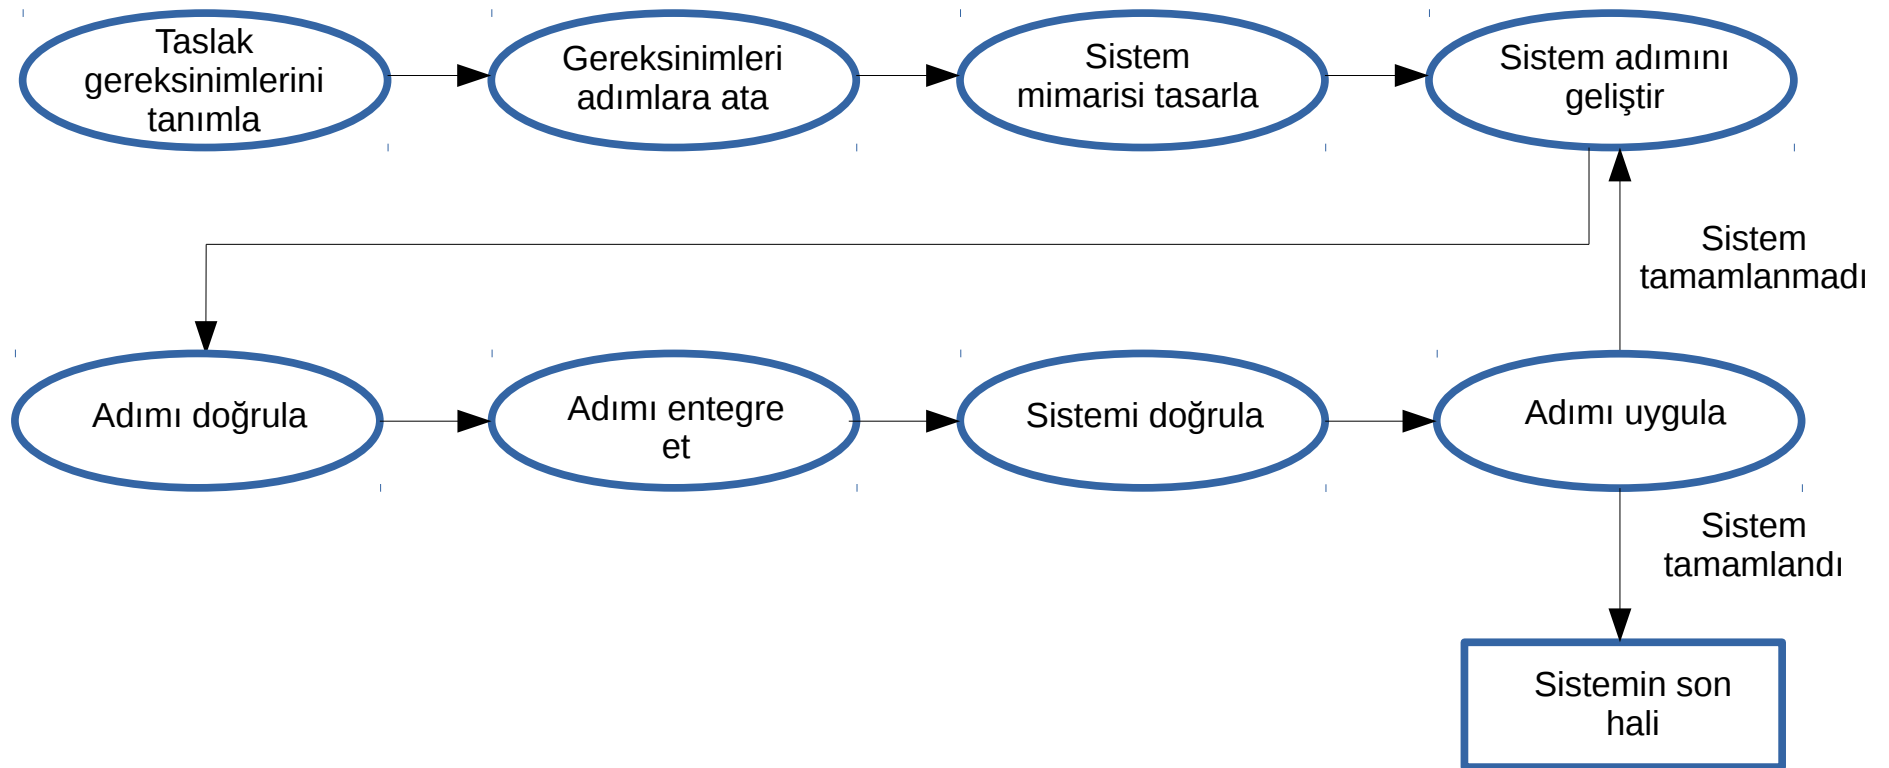 Taslak
gereksinimlerini
tanımla
Gereksinimleri
adımlara ata
Sistem
mimarisi tasarla
Sistem adımını
geliştir
Sistem
tamamlanmadı
Adımı doğrula
Adımı entegre
et
Sistemi doğrula
Adımı uygula
Sistem
tamamlandı
Sistemin son
hali